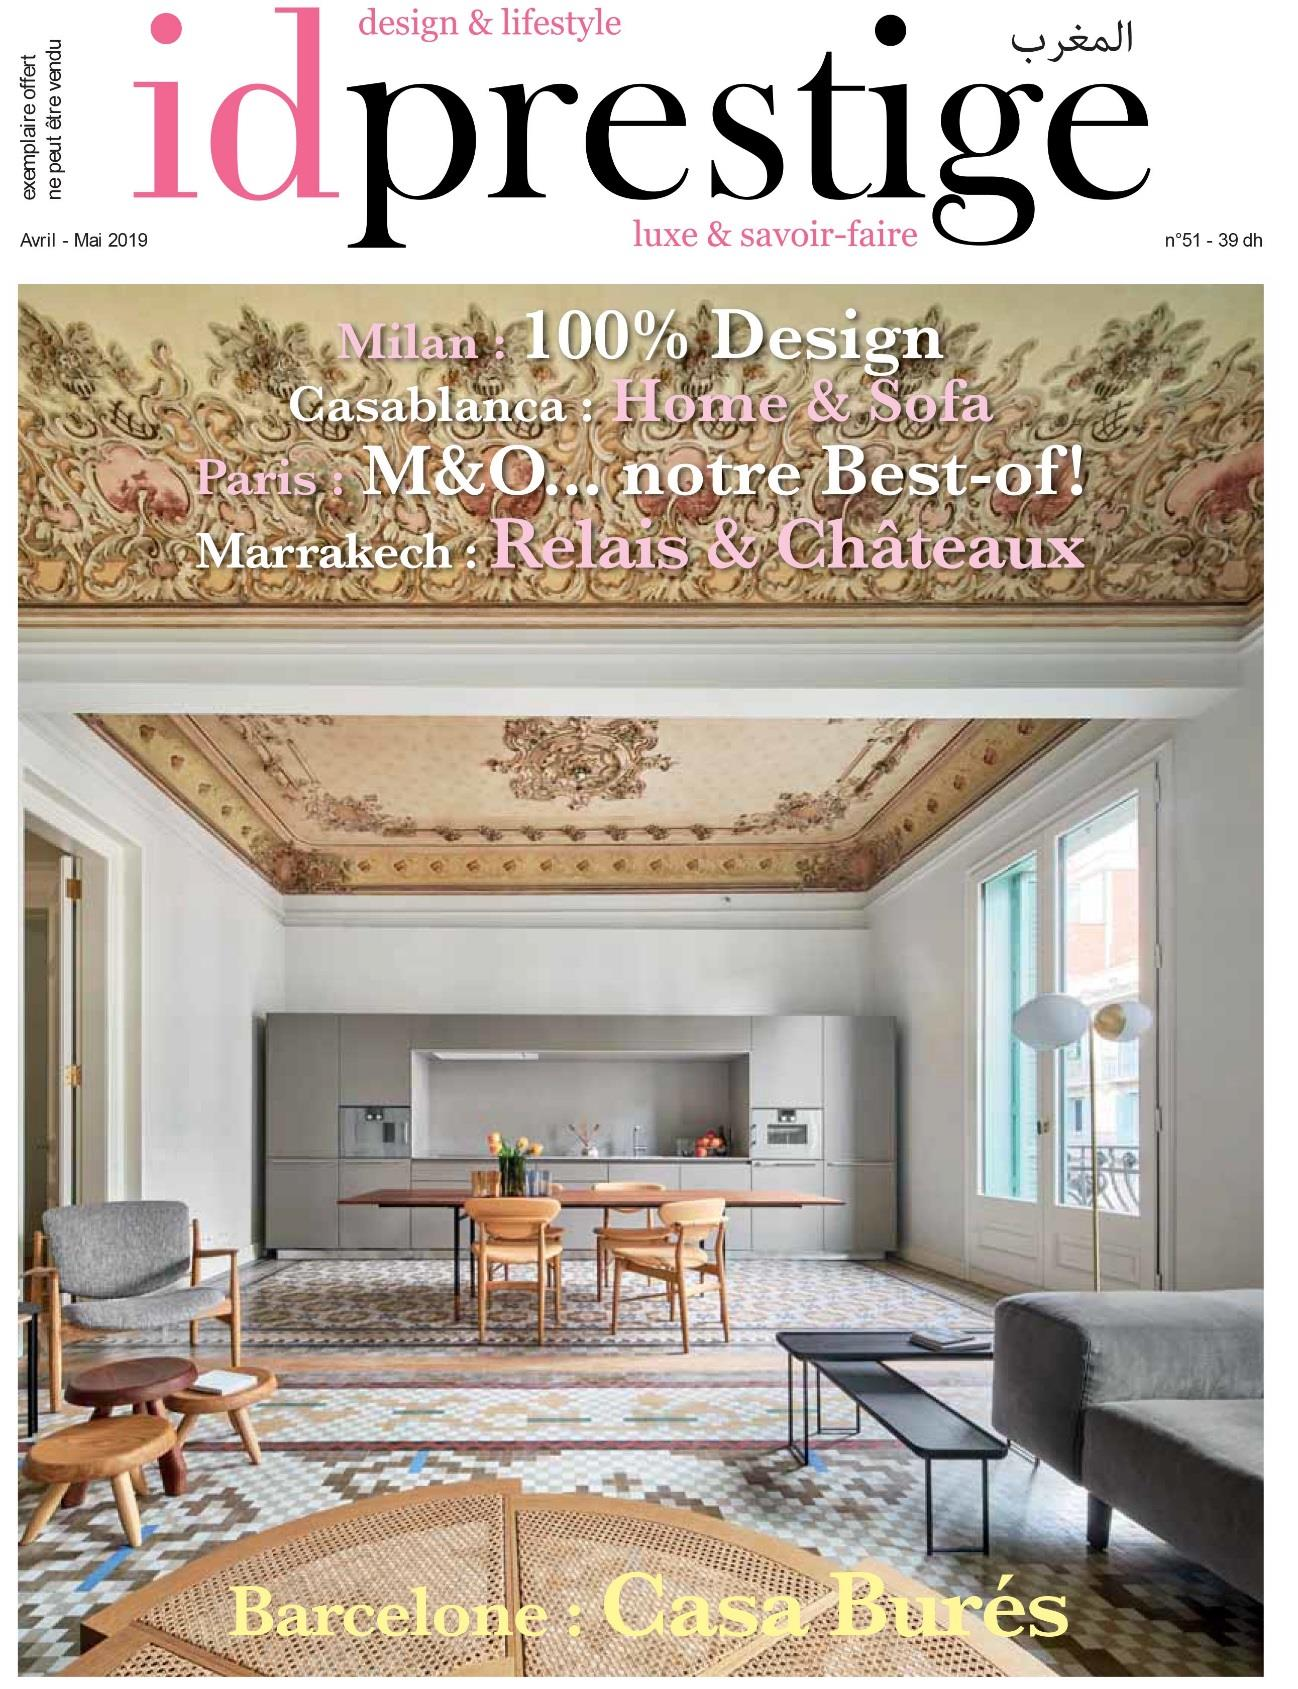 design & lifestyle
المغرب
exemplaire offert
ne peut être vendu
idprestige
luxe & savoir-faire
Avril - Mai 2019
n°51 - 39 dh
Milan : 100% Design
Casablanca : Home & Sofa
Paris : M&O... notre Best-of!
Marrakech : Relais & Châteaux
Barcelone : Casa Burés